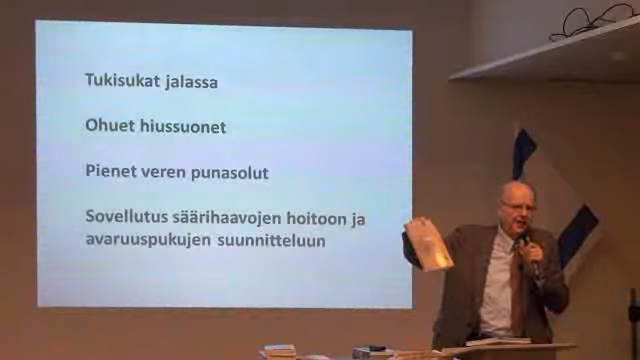 Tukisukat jalassa
Ohuet hiussuonet
Pienet veren punasolut
Sovellutus säärihaavojen hoitoon ja
avaruuspukujen suunnitteluun